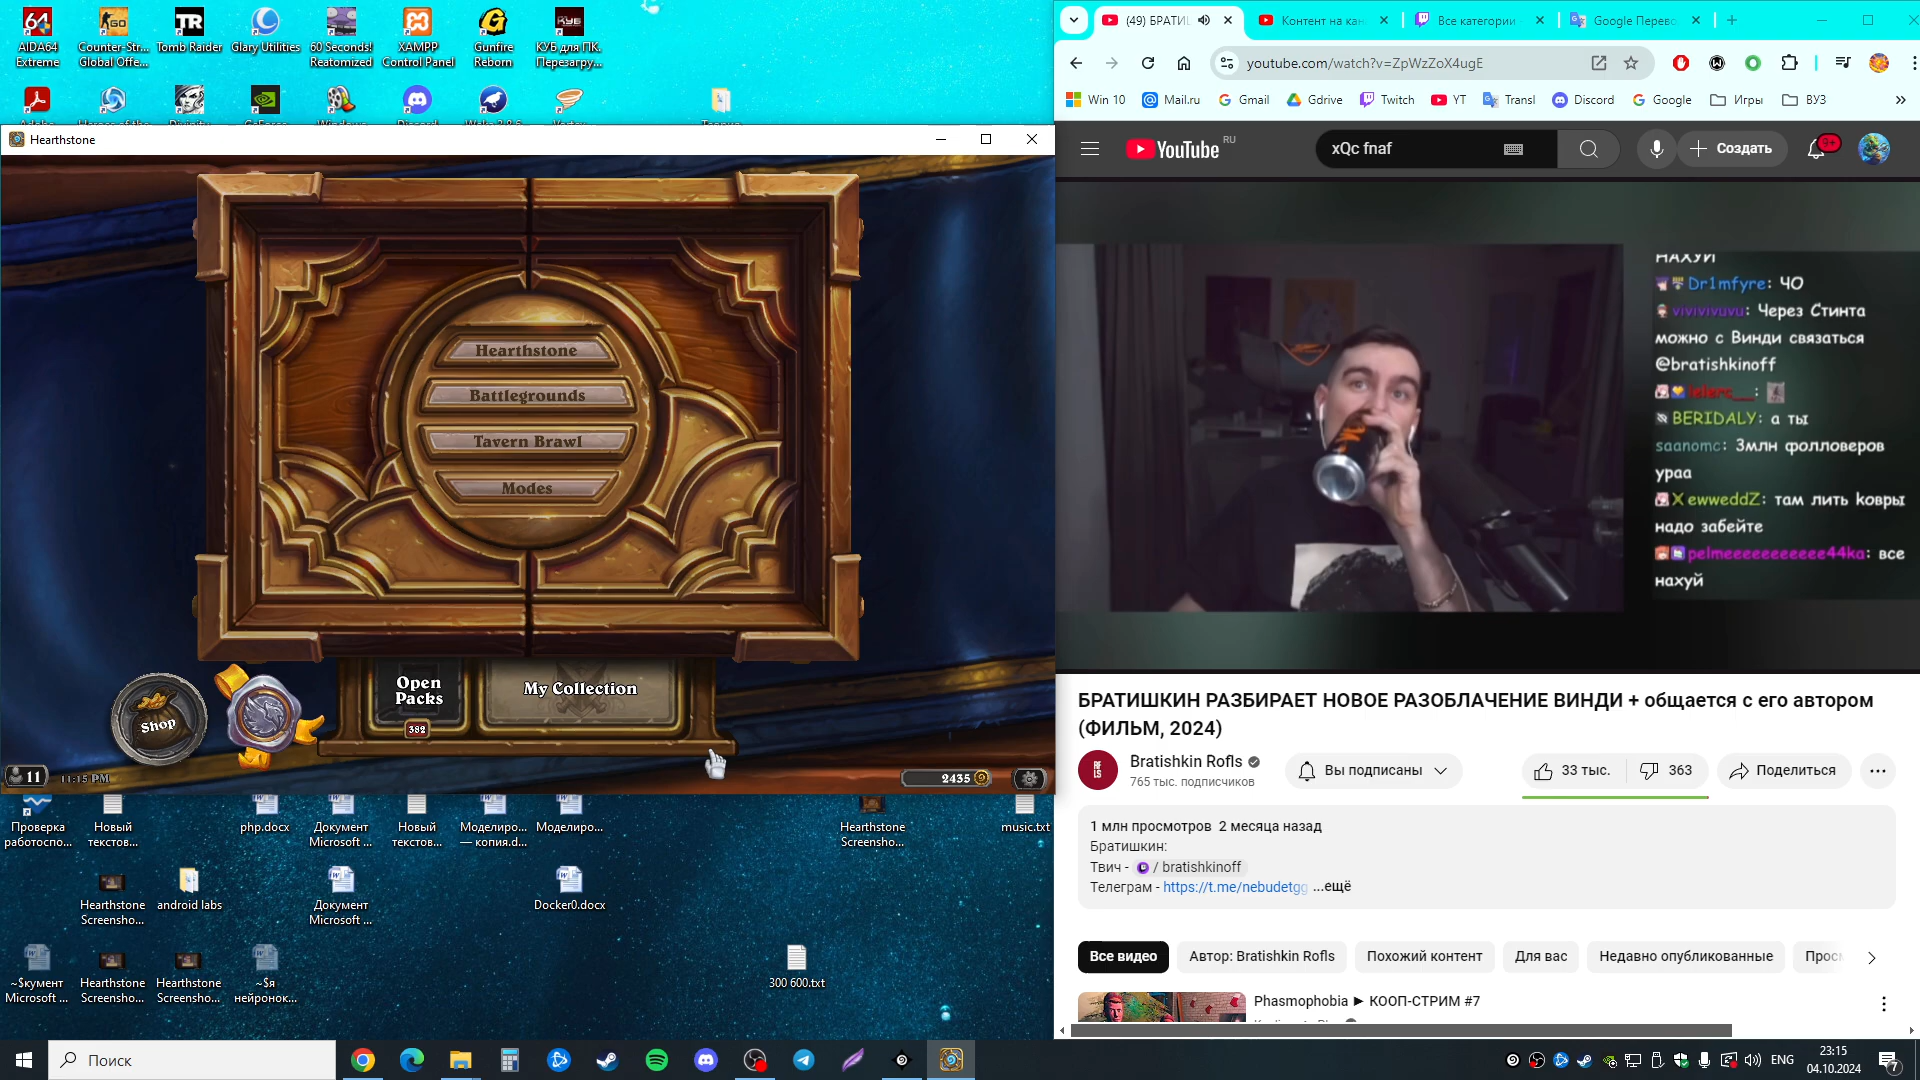 AIDA64 Extreme
Counter-Str... Global Offe...
Tomb Raider
Glary Utilities
60 Seconds! Reatomized
XAMPP Control Panel
Gunfire Reborn
КУБ для ПК. Перезагру...
Hearthstone
Hearthstone
Battlegrounds
Tavern Brawl
Modes
Open Packs
382
My Collection
Shop
11
11:15 PM
2435
Проверка работоспо...
Новый текстов...
php.docx
Документ Microsoft ...
Новый текстов...
Моделиро... — копия.d...
Моделиро...
Hearthstone Screensho...
music.txt
Hearthstone Screensho...
android labs
Документ Microsoft ...
Docker0.docx
~$кумент Microsoft ...
Hearthstone Screensho...
Hearthstone Screensho...
~$я нейронок...
300 600.txt
(49) БРАТИ
Контент на кан
Все категории
Google Перево
youtube.com/watch?v=ZpWzZoX4ugE
Win 10
Mail.ru
Gmail
Gdrive
Twitch
YT
Transl
Discord
Google
Игры
ВУЗ
YouTube RU
xQc fnaf
Создать
9+
НАХУЙ
Dr1mfyre: ЧО
vivivivuvu: Через Стинта
можно с Винди связаться
@bratishkinoff
BERIDALY: а ты
saanomc: 3млн фолловеров
ураа
X ewweddZ: там лить ковры
надо забейте
pelmeeeeeeeeeee44ka: все
нахуй
БРАТИШКИН РАЗБИРАЕТ НОВОЕ РАЗОБЛАЧЕНИЕ ВИНДИ + общается с его автором
(ФИЛЬМ, 2024)
Bratishkin Rofls
765 тыс. подписчиков
Вы подписаны
33 тыс.
363
Поделиться
1 млн просмотров 2 месяца назад
Братишкин:
Твич - / bratishkinoff
Телеграм - https://t.me/nebudetgg ...ещё
Все видео
Автор: Bratishkin Rofls
Похожий контент
Для вас
Недавно опубликованные
Phasmophobia ► КООП-СТРИМ #7
Поиск
ENG
23:15
04.10.2024
7